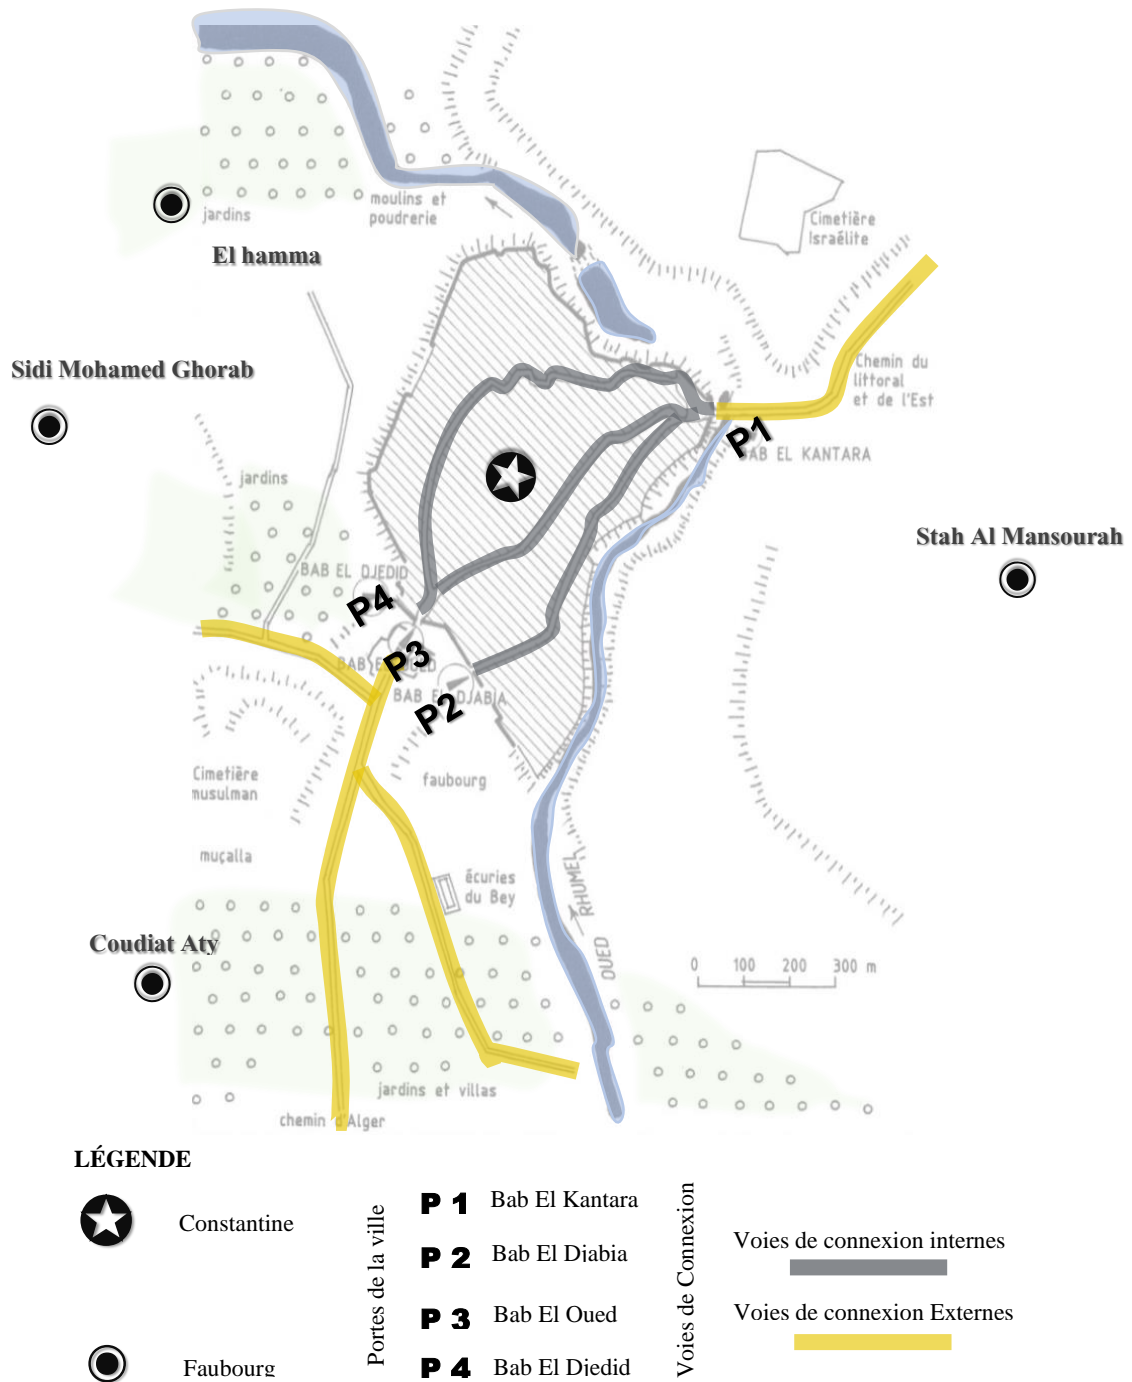 jardins
moulins et
poudrerie
El hamma
Cimetière
Israélite
Sidi Mohamed Ghorab
Chemin du
littoral
et de l'Est
P1
BAB EL KANTARA
jardins
Stah Al Mansourah
BAB EL DJEDID
P4
P3
BAB EL OUED
BAB EL DJABIA
P2
Cimetière
musulman
faubourg
muçalla
écuries
du Bey
OUED RHUMEL
Coudiat Aty
0 100 200 300 m
jardins et villas
chemin d'Alger
LÉGENDE
Constantine
Faubourg
Portes de la ville
P 1 Bab El Kantara
P 2 Bab El Djabia
P 3 Bab El Oued
P 4 Bab El Djedid
Voies de Connexion
Voies de connexion internes
Voies de connexion Externes